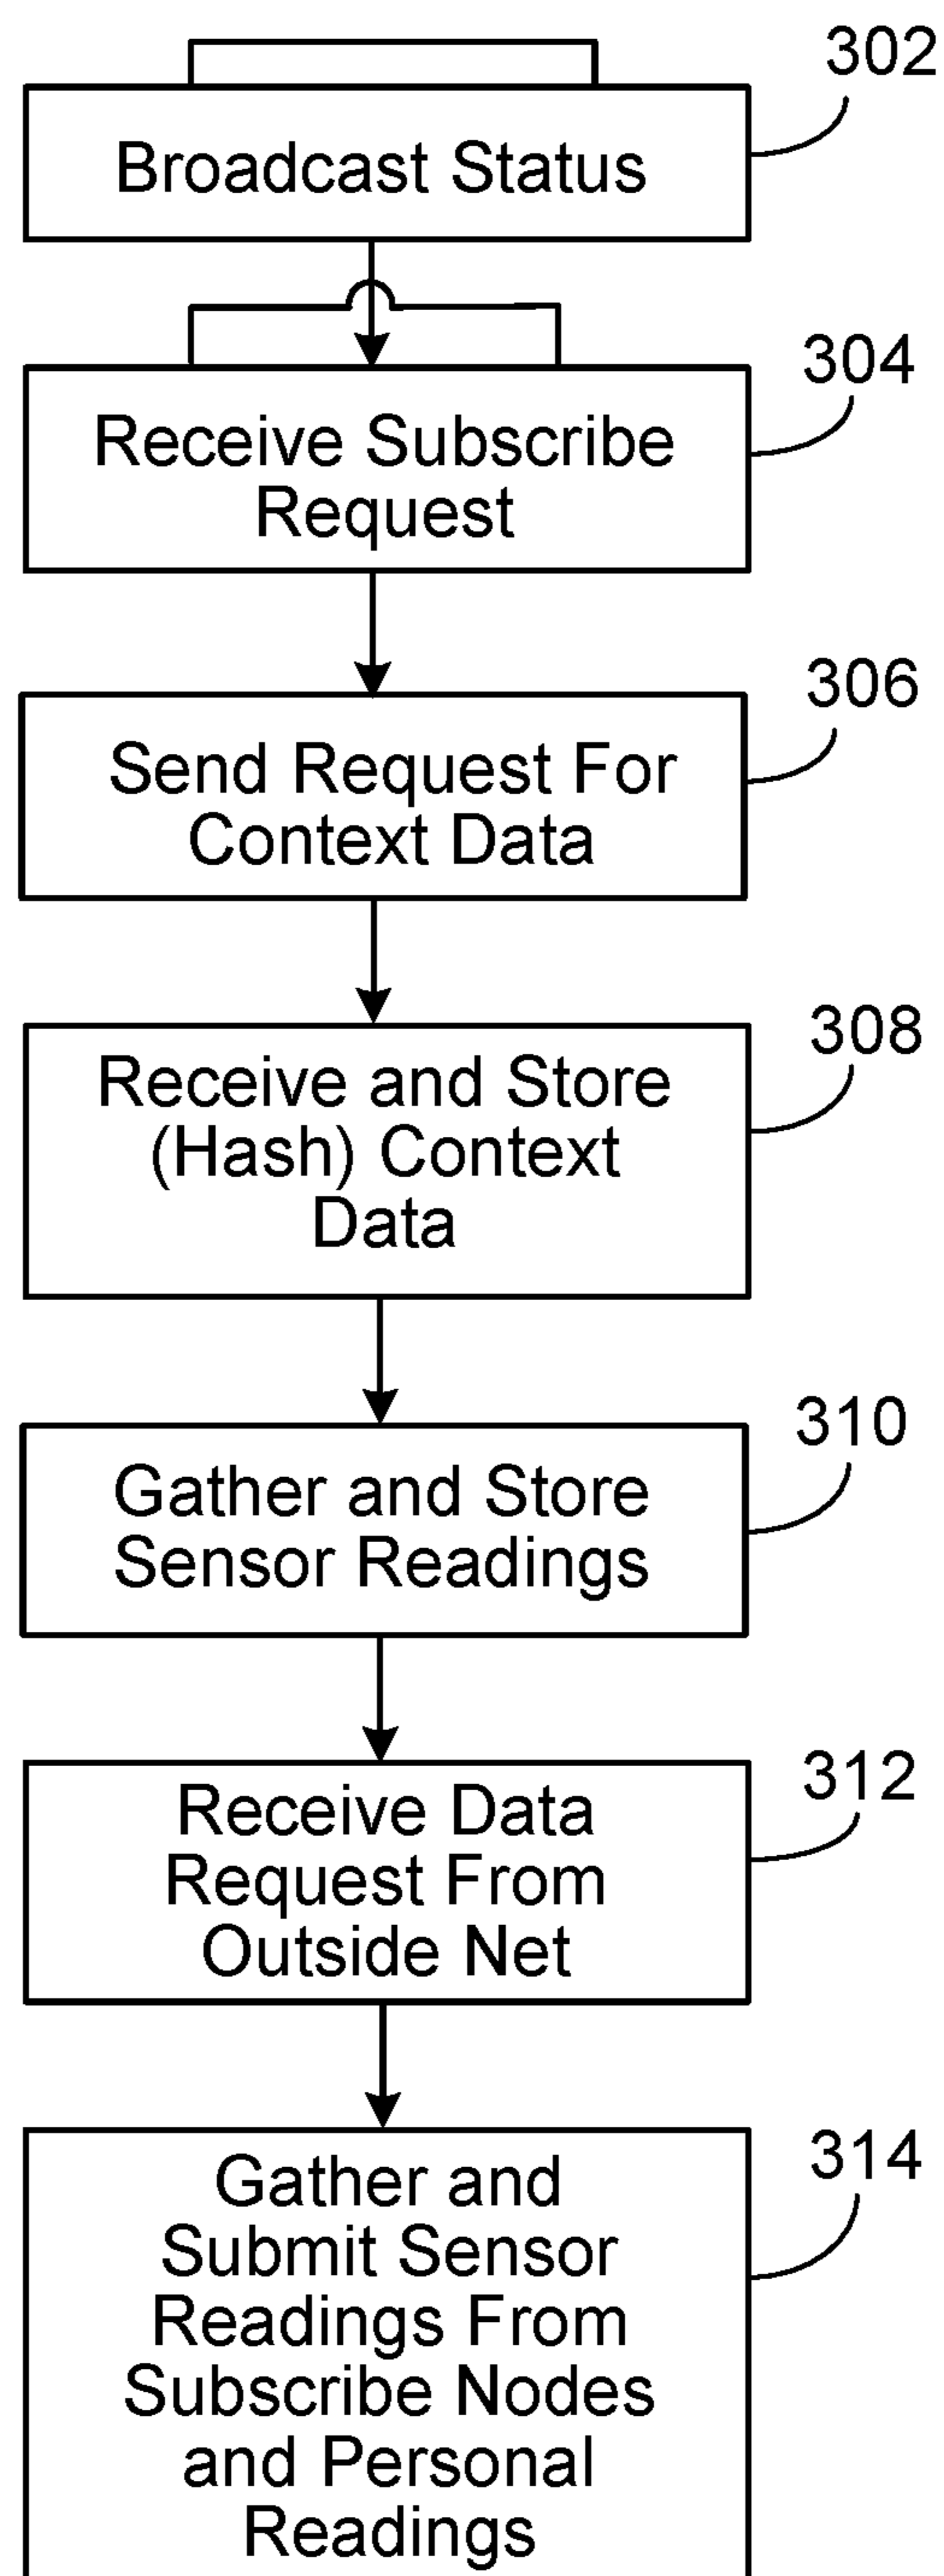 302
Broadcast Status
304
Receive Subscribe
Request
306
Send Request For
Context Data
308
Receive and Store
(Hash) Context
Data
310
Gather and Store
Sensor Readings
312
Receive Data
Request From
Outside Net
314
Gather and
Submit Sensor
Readings From
Subscribe Nodes
and Personal
Readings